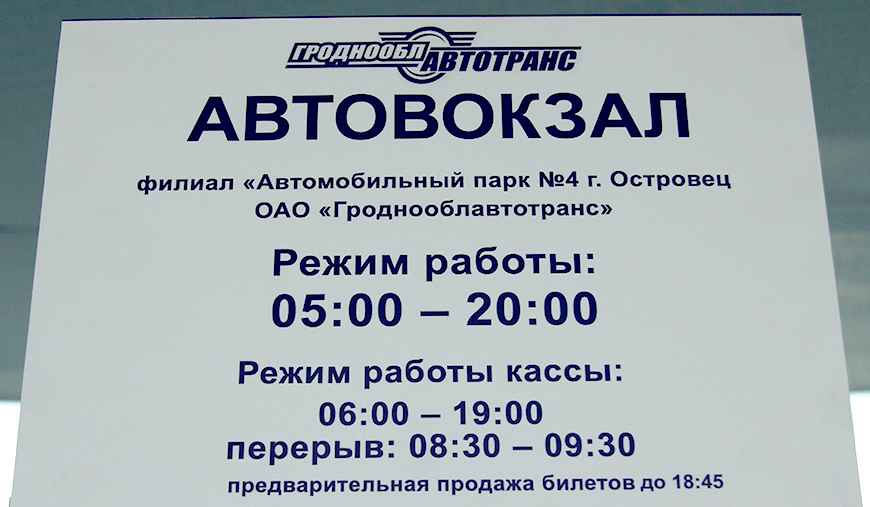 ГРОДНООБЛАВТОТРАНС
АВТОВОКЗАЛ
филиал «Автомобильный парк №4 г. Островец
ОАО «Гроднооблавтотранс»
Режим работы:
05:00 – 20:00
Режим работы кассы:
06:00 – 19:00
перерыв: 08:30 – 09:30
предварительная продажа билетов до 18:45